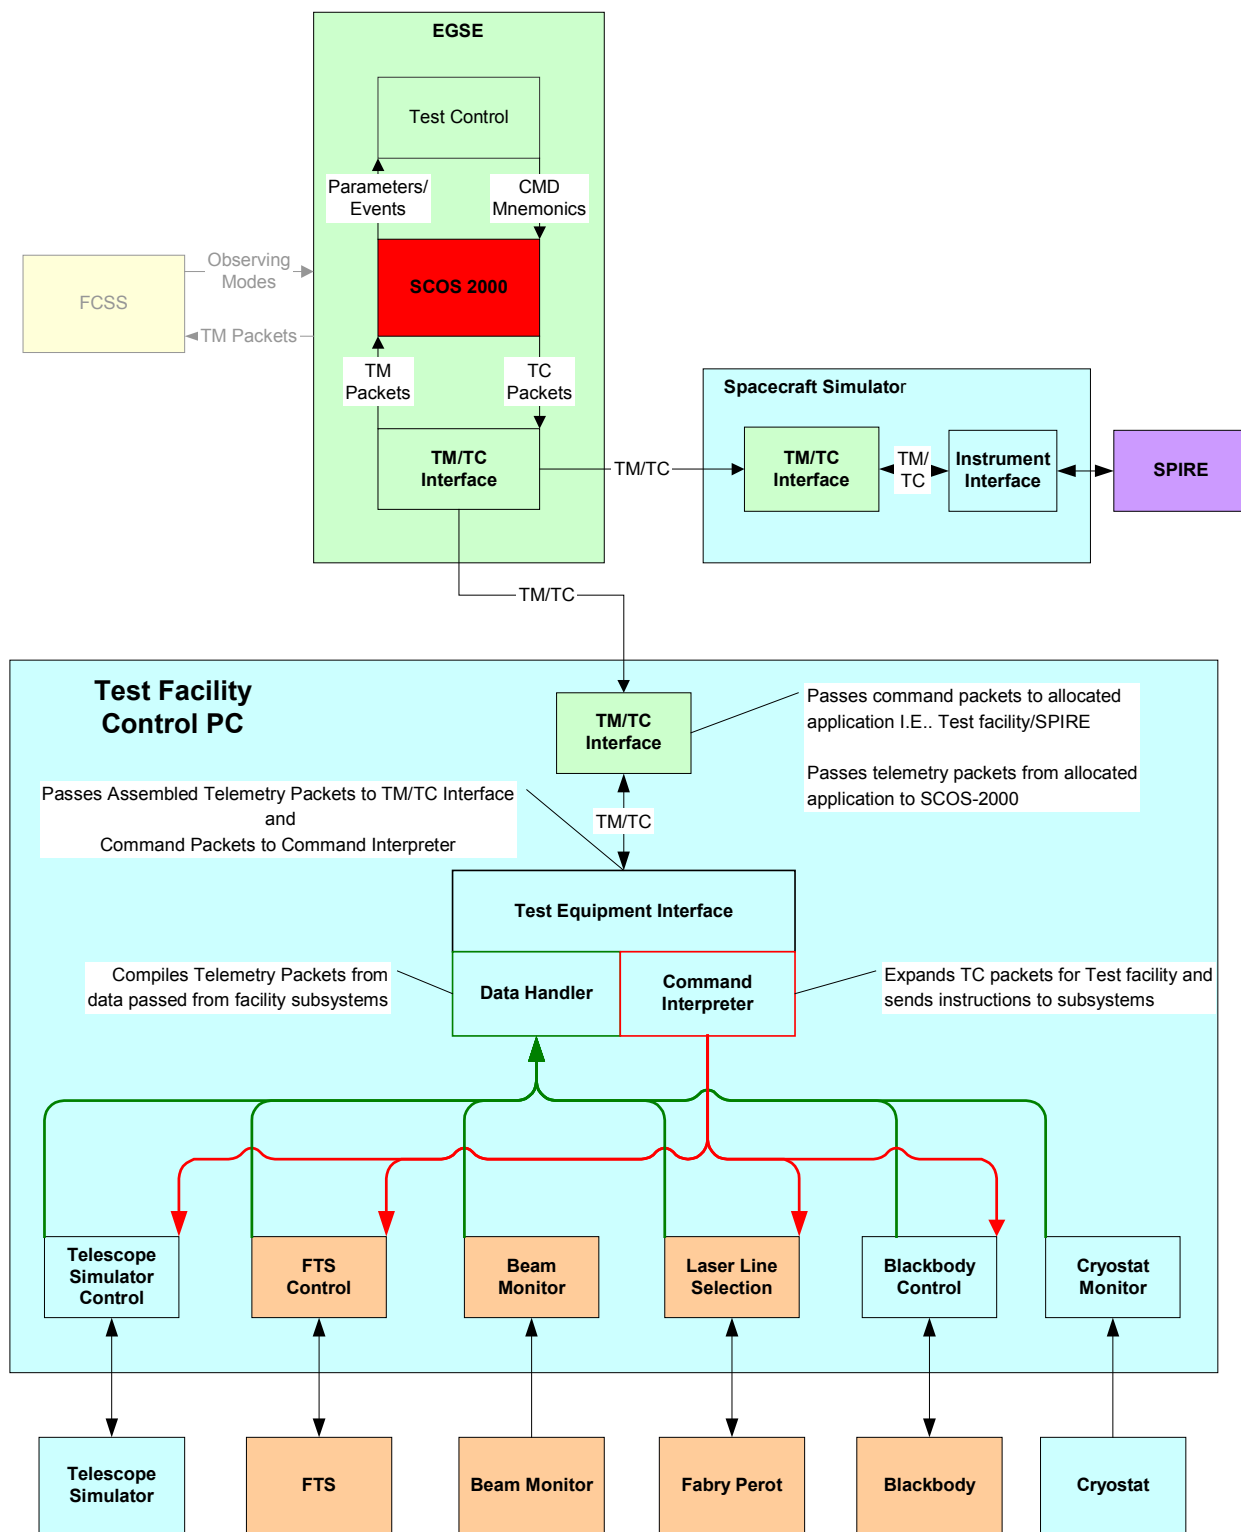 EGSE
Test Control
Parameters/
Events
CMD
Mnemonics
Observing
Modes
FCSS
SCOS 2000
TM Packets
TM
Packets
TC
Packets
Spacecraft Simulator
TM/TC
Interface
TM/TC
TM/TC
Interface
TM/
TC
Instrument
Interface
SPIRE
TM/TC
Test Facility
Control PC
TM/TC
Interface
Passes command packets to allocated
application I.E.. Test facility/SPIRE
Passes telemetry packets from allocated
application to SCOS-2000
Passes Assembled Telemetry Packets to TM/TC Interface
and
Command Packets to Command Interpreter
TM/TC
Test Equipment Interface
Compiles Telemetry Packets from
data passed from facility subsystems
Data Handler
Command
Interpreter
Expands TC packets for Test facility and
sends instructions to subsystems
Telescope
Simulator
Control
FTS
Control
Beam
Monitor
Laser Line
Selection
Blackbody
Control
Cryostat
Monitor
Telescope
Simulator
FTS
Beam Monitor
Fabry Perot
Blackbody
Cryostat